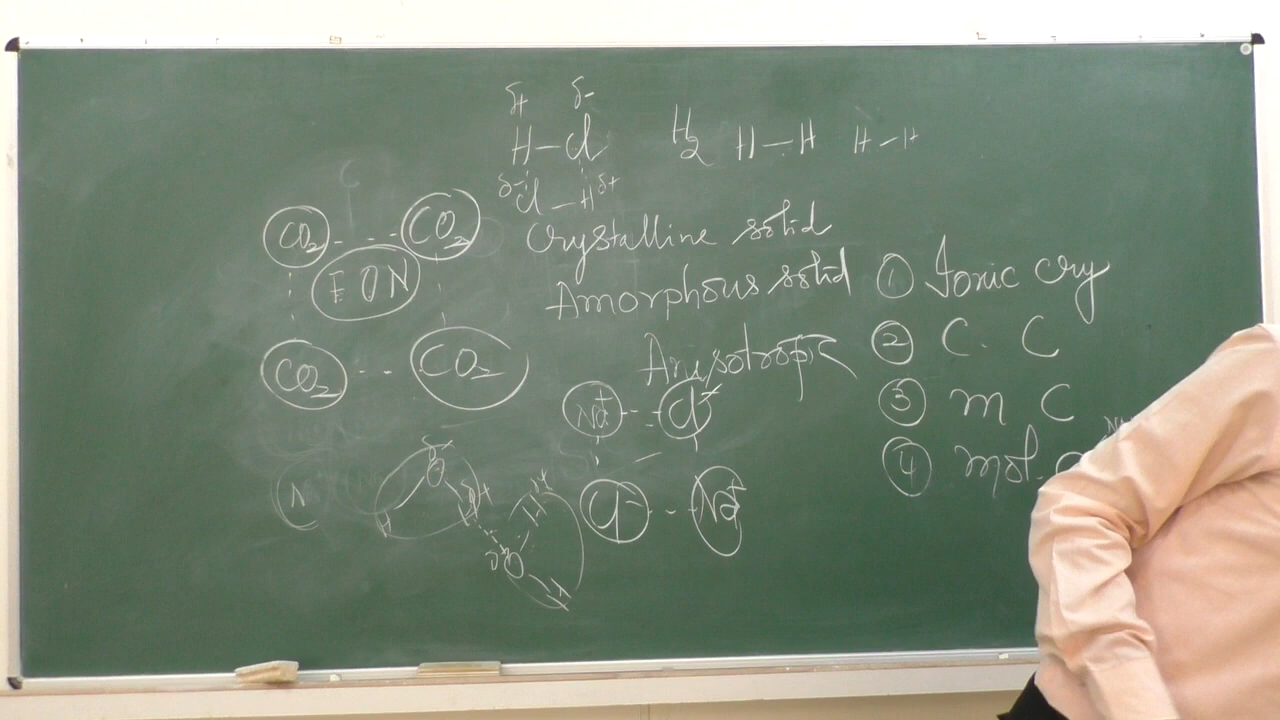 δ+ δ-
H-Cl
δ- Cl-H δ+
H2 H-H H-H
Crystalline solid
Amorphous solid
Anisotropic
CO2 --- CO2
FON
CO2 -- CO2
Na+ --- Cl-
Cl- --- Na+
① Ionic Cry
② C. C
③ m C
④ mol.
N
δ-
O
H
H
δ+
H+
O
H